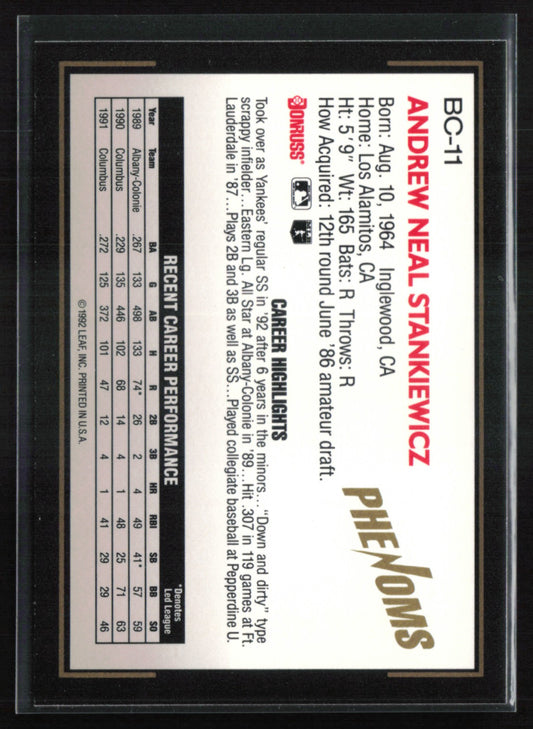 BC-11
ANDREW NEAL STANKIEWICZ
Born: Aug. 10, 1964 Inglewood, CA
Home: Los Alamitos, CA
Ht: 5'9" Wt: 165 Bats: R Throws: R
How Acquired: 12th round June '86 amateur draft.
PHENOMS
DONRUSS®
CAREER HIGHLIGHTS
Took over as Yankees' regular SS in '92 after 6 years in the minors... "Down and dirty" type
scrappy infielder...Eastern Lg. All Star at Albany-Colonie in '89...Hit .307 in 119 games at Ft.
Lauderdale in '87...Plays 2B and 3B as well as SS...Played collegiate baseball at Pepperdine U.
RECENT CAREER PERFORMANCE
*Denotes
Led League
Year Team BA G AB H R 2B 3B HR RBI SB BB SO
1989 Albany-Colonie .267 133 498 133 74* 26 2 4 49 41* 57 59
1990 Columbus .229 135 446 102 68 14 4 1 48 25 71 63
1991 Columbus .272 125 372 101 47 12 4 1 41 29 29 46
©1992 LEAF, INC. PRINTED IN U.S.A.